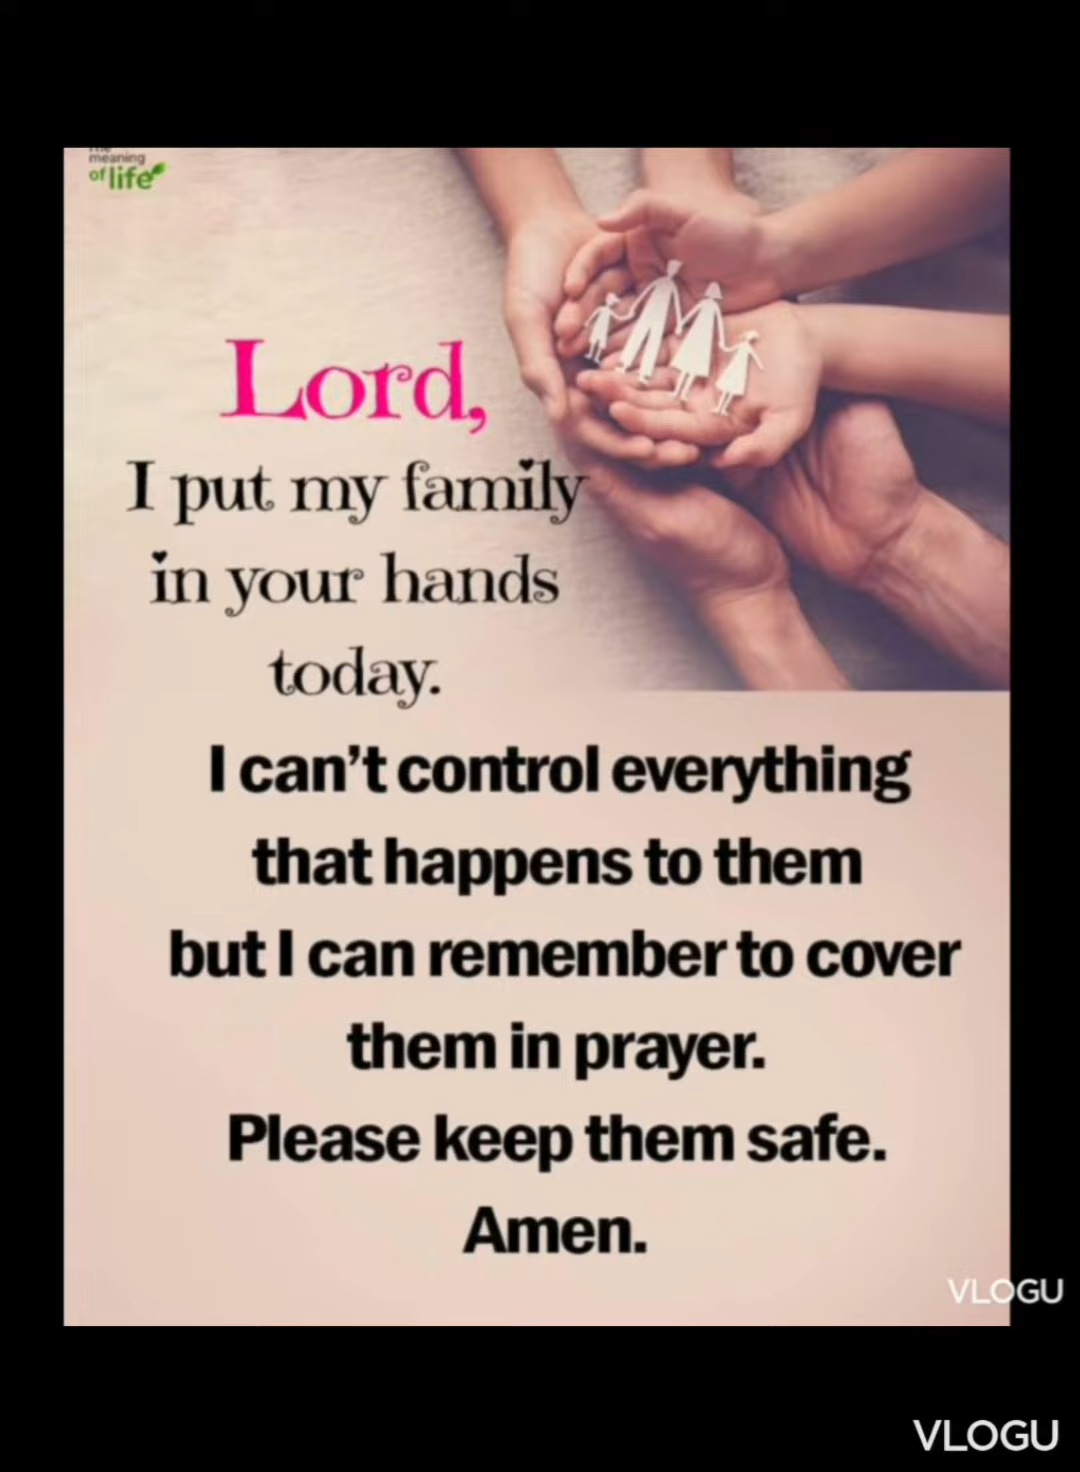 meaning
of life
Lord,
I put my family
in your hands
today.
I can't control everything
that happens to them
but I can remember to cover
them in prayer.
Please keep them safe.
Amen.
VLOGU
VLOGU